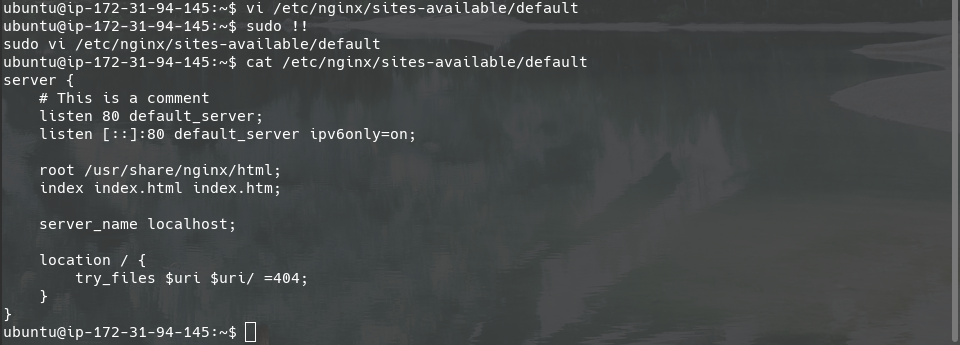 ubuntu@ip-172-31-94-145:~$ vi /etc/nginx/sites-available/default
ubuntu@ip-172-31-94-145:~$ sudo !!
sudo vi /etc/nginx/sites-available/default
ubuntu@ip-172-31-94-145:~$ cat /etc/nginx/sites-available/default
server {
    # This is a comment
    listen 80 default_server;
    listen [::]:80 default_server ipv6only=on;

    root /usr/share/nginx/html;
    index index.html index.htm;

    server_name localhost;

    location / {
        try_files $uri $uri/ =404;
    }
}
ubuntu@ip-172-31-94-145:~$